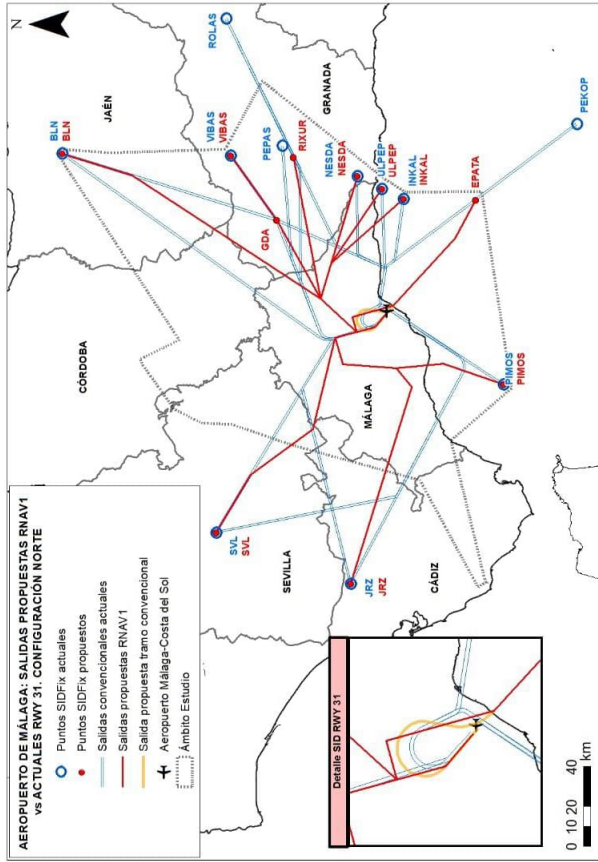 AEROPUERTO DE MÁLAGA: SALIDAS PROPUESTAS RNAV1
vs ACTUALES RWY 31. CONFIGURACIÓN NORTE
Puntos SIDFix actuales
Puntos SIDFix propuestos
Salidas convencionales actuales
Salidas propuestas RNAV1
Salida propuesta tramo convencional
Aeropuerto Málaga-Costa del Sol
Ámbito Estudio
N
JAÉN
BLN
BLN
ROLAS
CÓRDOBA
VIBAS
VIBAS
PEPAS
GRANADA
RIXUR
GDA
NESDA
NESDA
ULPEP
ULPEP
INKAL
INKAL
SVL
SVL
SEVILLA
MÁLAGA
EPATA
PEKOP
JRZ
JRZ
CÁDIZ
PIMOS
PIMOS
Detalle SID RWY 31
0 10 20 40
km